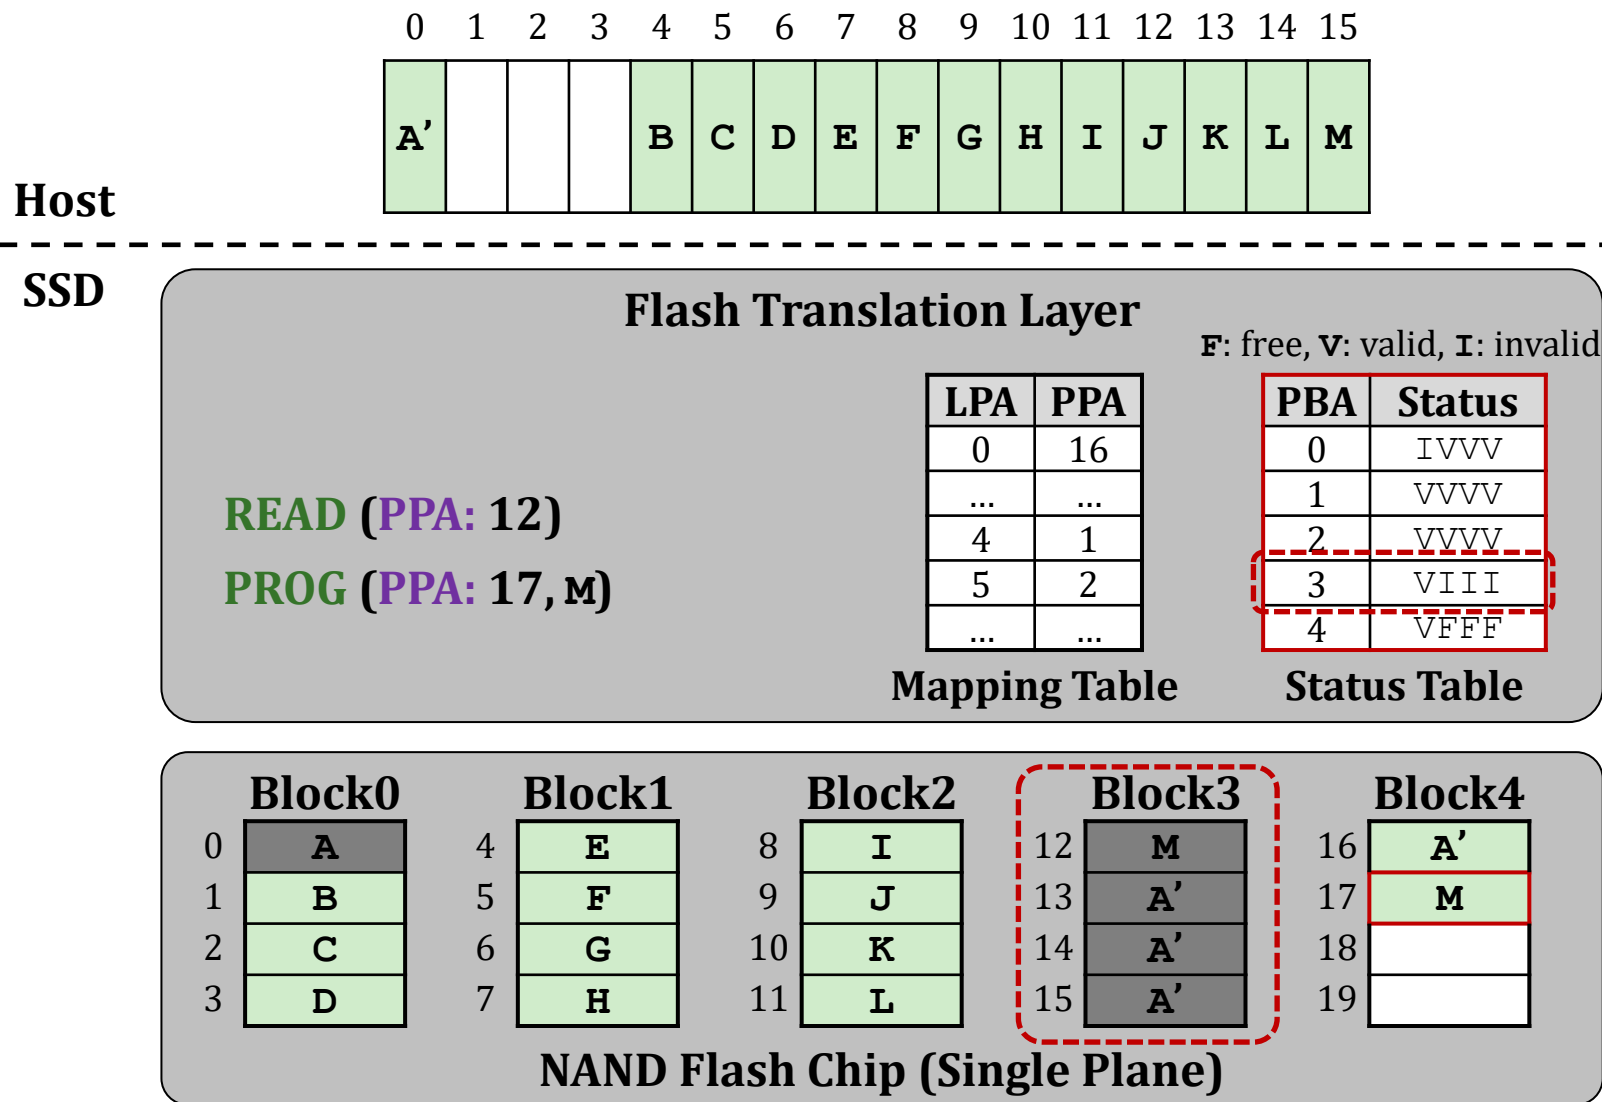 0 1 2 3 4 5 6 7 8 9 10 11 12 13 14 15
A’ B C D E F G H I J K L M
Host
SSD
Flash Translation Layer
F: free, V: valid, I: invalid
LPA PPA
0 16
... ...
4 1
5 2
... ...
Mapping Table
PBA Status
0 IVVV
1 VVVV
2 VVVV
3 VIII
4 VFFF
Status Table
READ (PPA: 12)
PROG (PPA: 17, M)
Block0
0 A
1 B
2 C
3 D
Block1
4 E
5 F
6 G
7 H
Block2
8 I
9 J
10 K
11 L
Block3
12 M
13 A’
14 A’
15 A’
Block4
16 A’
17 M
18
19
NAND Flash Chip (Single Plane)